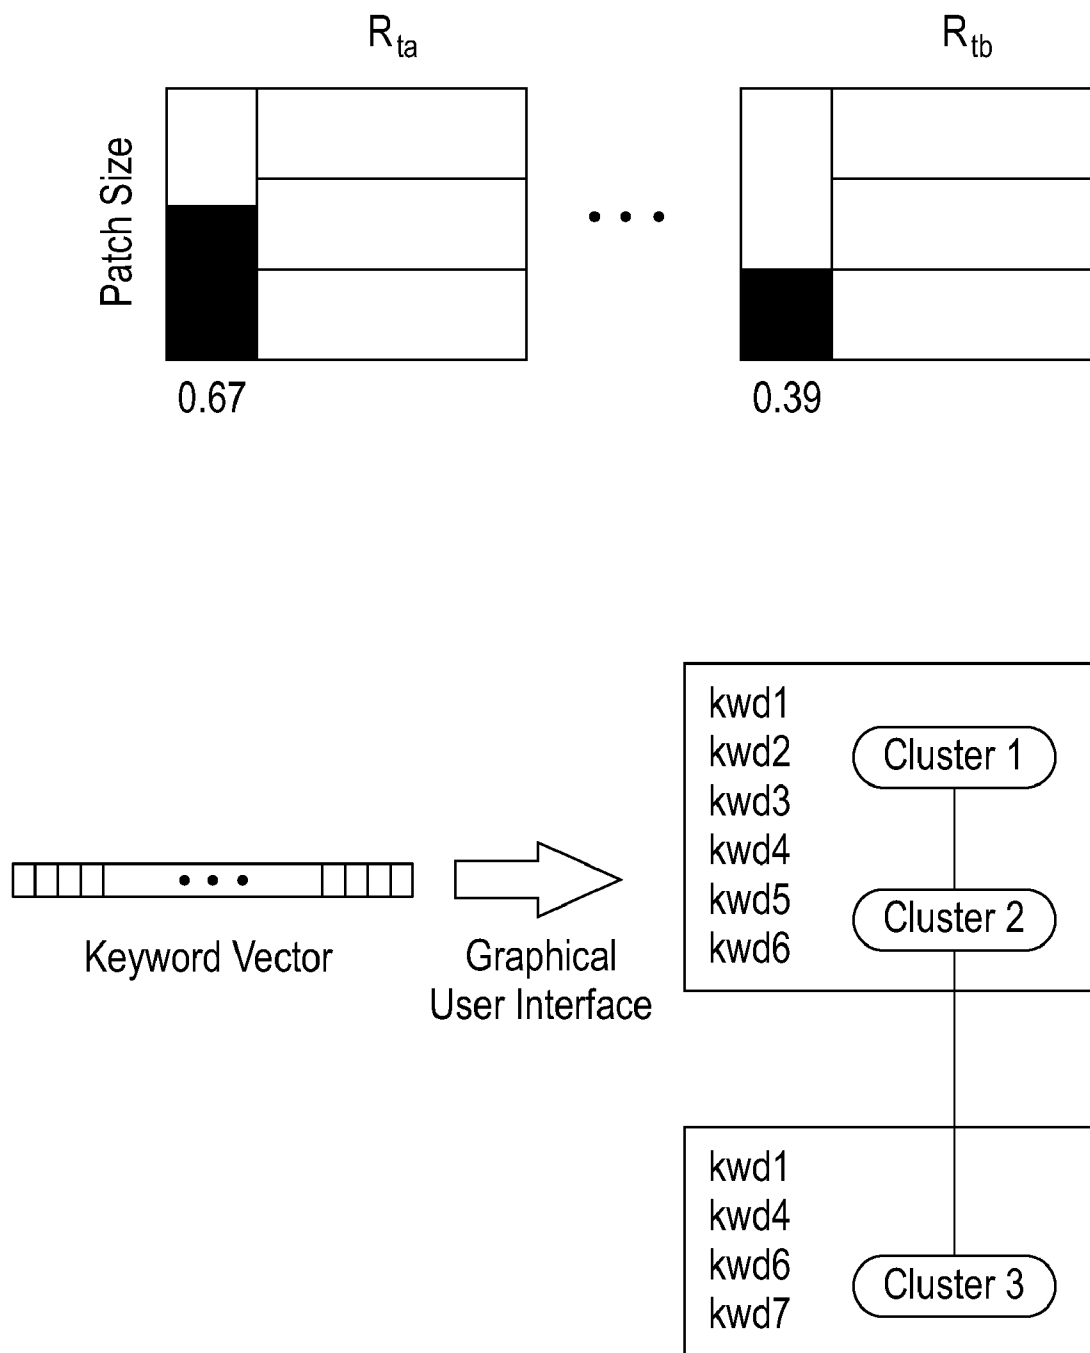 R_ta
R_tb
Patch Size
0.67
0.39
kwd1
kwd2
kwd3
kwd4
kwd5
kwd6
Cluster 1
Cluster 2
Keyword Vector
Graphical
User Interface
kwd1
kwd4
kwd6
kwd7
Cluster 3